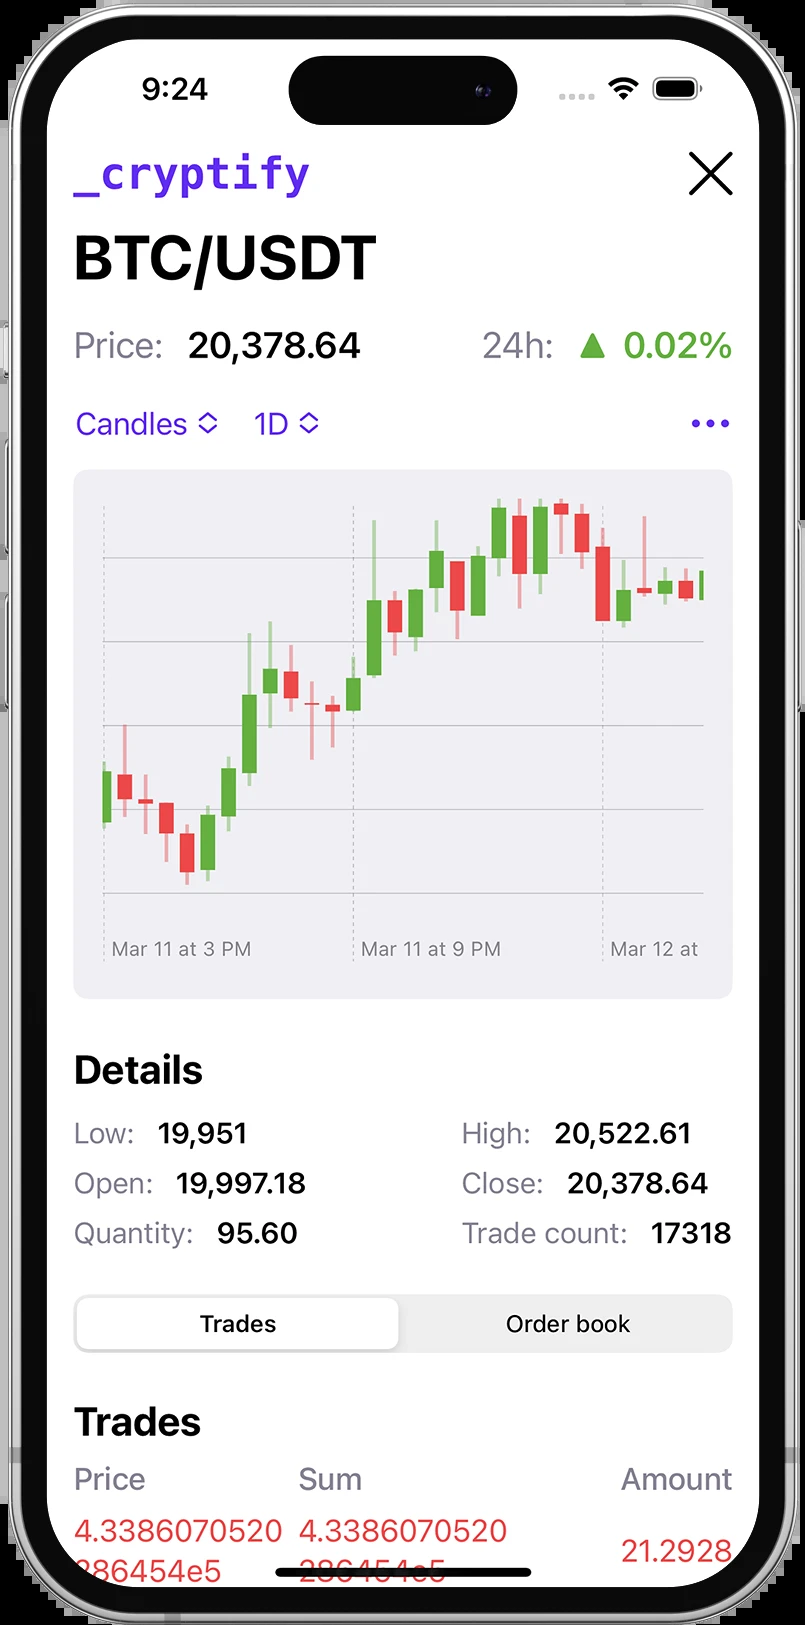 9:24
_cryptify
BTC/USDT
Price: 20,378.64 24h: ▲ 0.02%
Candles 1D
Mar 11 at 3 PM Mar 11 at 9 PM Mar 12 at
Details
Low: 19,951 High: 20,522.61
Open: 19,997.18 Close: 20,378.64
Quantity: 95.60 Trade count: 17318
Trades Order book
Trades
Price Sum Amount
4.3386070520 4.3386070520
286454e5 286454e5 21.2928